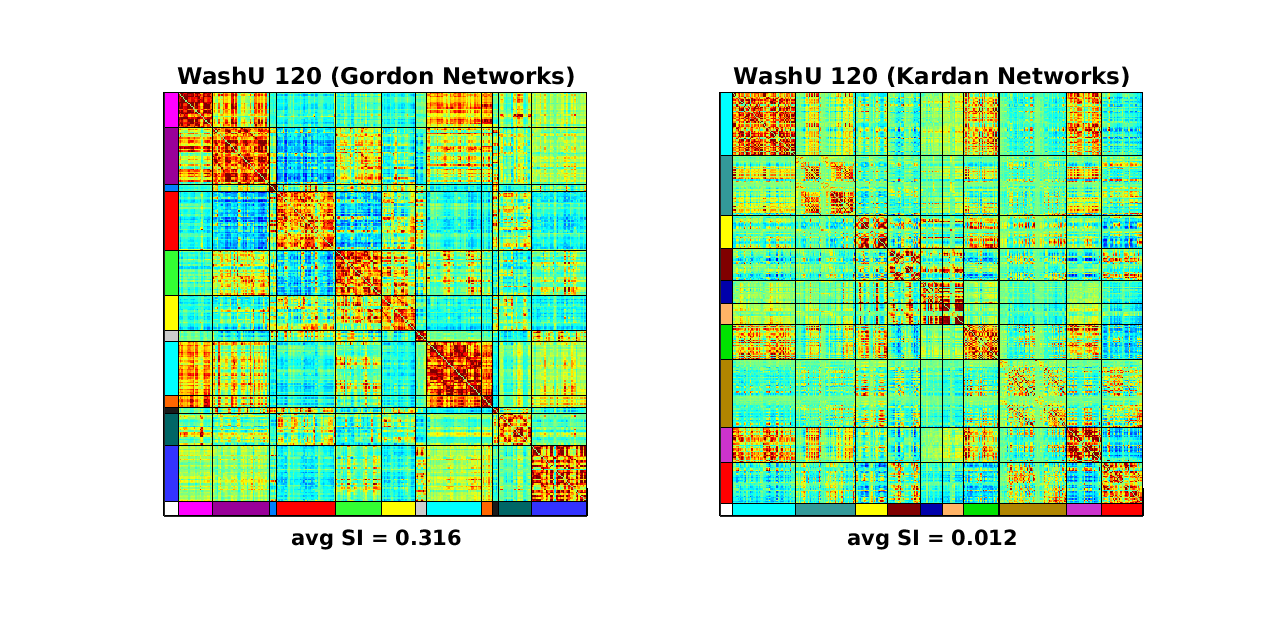 WashU 120 (Gordon Networks)
WashU 120 (Kardan Networks)
avg SI = 0.316
avg SI = 0.012